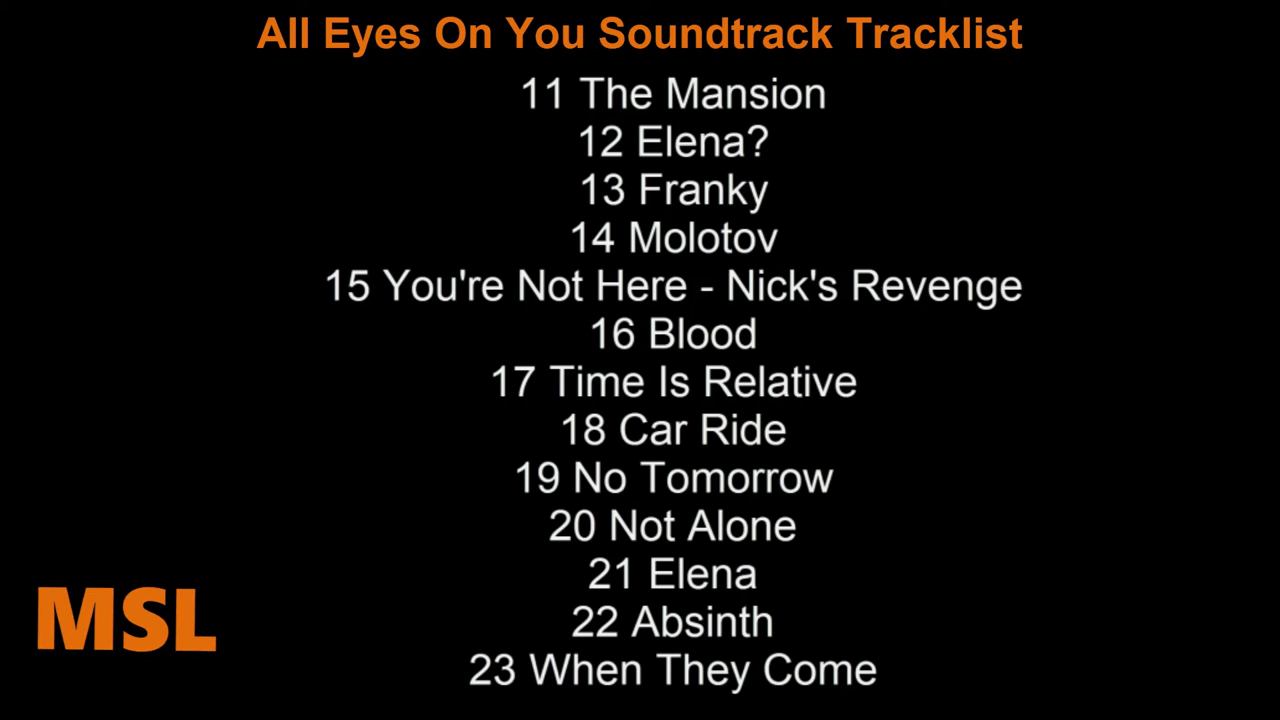 All Eyes On You Soundtrack Tracklist
11 The Mansion
12 Elena?
13 Franky
14 Molotov
15 You're Not Here - Nick's Revenge
16 Blood
17 Time Is Relative
18 Car Ride
19 No Tomorrow
20 Not Alone
21 Elena
22 Absinth
23 When They Come
MSL